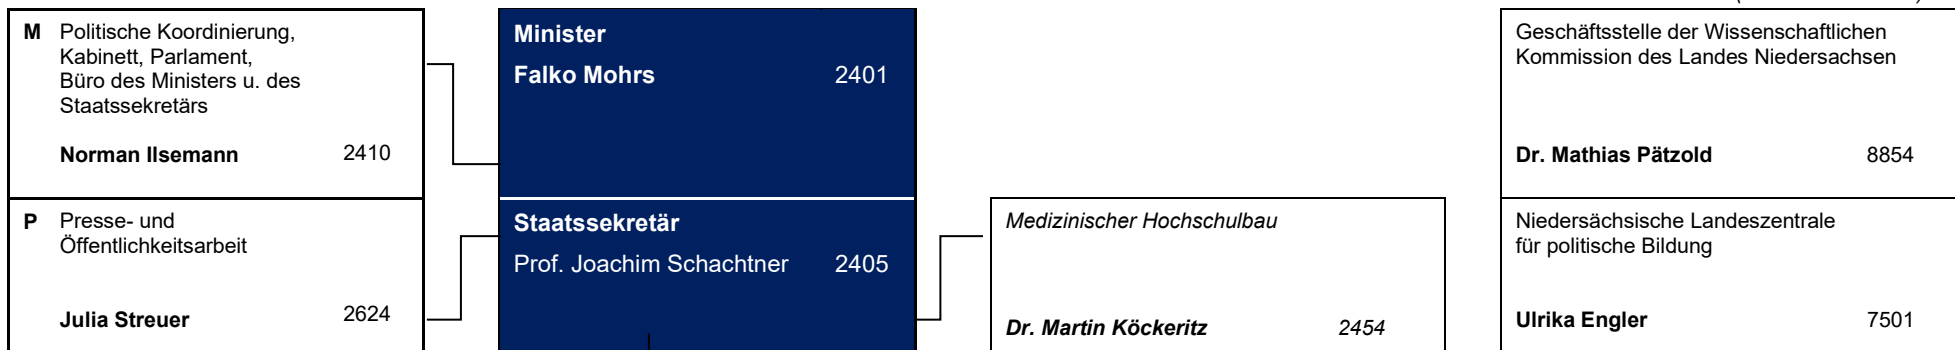 M Politische Koordinierung,
Kabinett, Parlament,
Büro des Ministers u. des
Staatssekretärs
Norman Ilsemann 2410
P Presse- und
Öffentlichkeitsarbeit
Julia Streuer 2624
Minister
Falko Mohrs 2401
Staatssekretär
Prof. Joachim Schachtner 2405
Medizinischer Hochschulbau
Dr. Martin Köckeritz 2454
Geschäftsstelle der Wissenschaftlichen
Kommission des Landes Niedersachsen
Dr. Mathias Pätzold 8854
Niedersächsische Landeszentrale
für politische Bildung
Ulrika Engler 7501